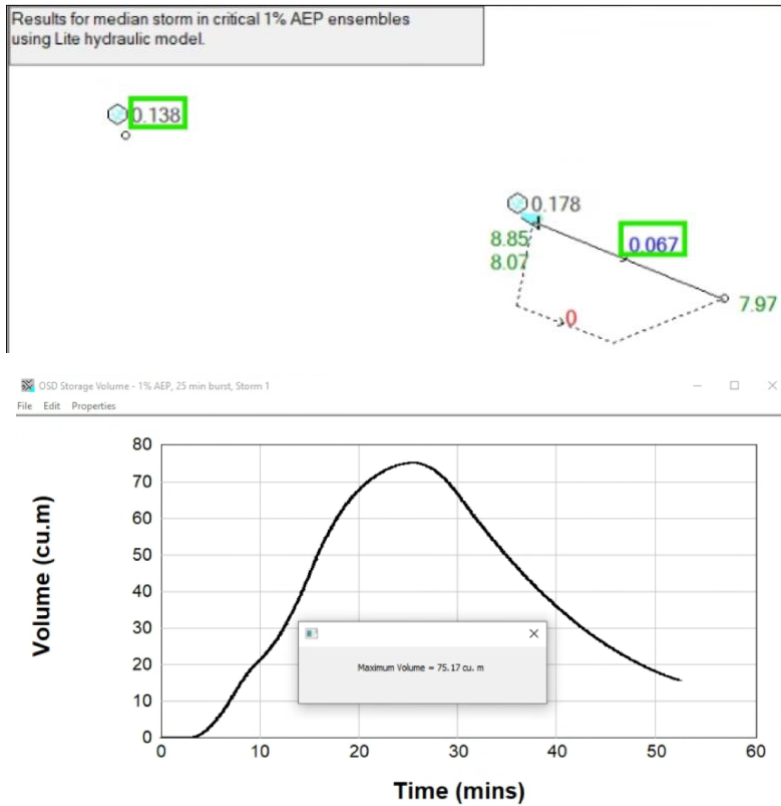 Results for median storm in critical 1% AEP ensembles
using Lite hydraulic model.
0.138
0.178
8.85
8.07
0.067
7.97
0
OSD Storage Volume - 1% AEP, 25 min burst, Storm 1
File Edit Properties
80
70
60
50
40
30
20
10
0
Volume (cu.m)
Maximum Volume = 75.17 cu. m
0 10 20 30 40 50 60
Time (mins)